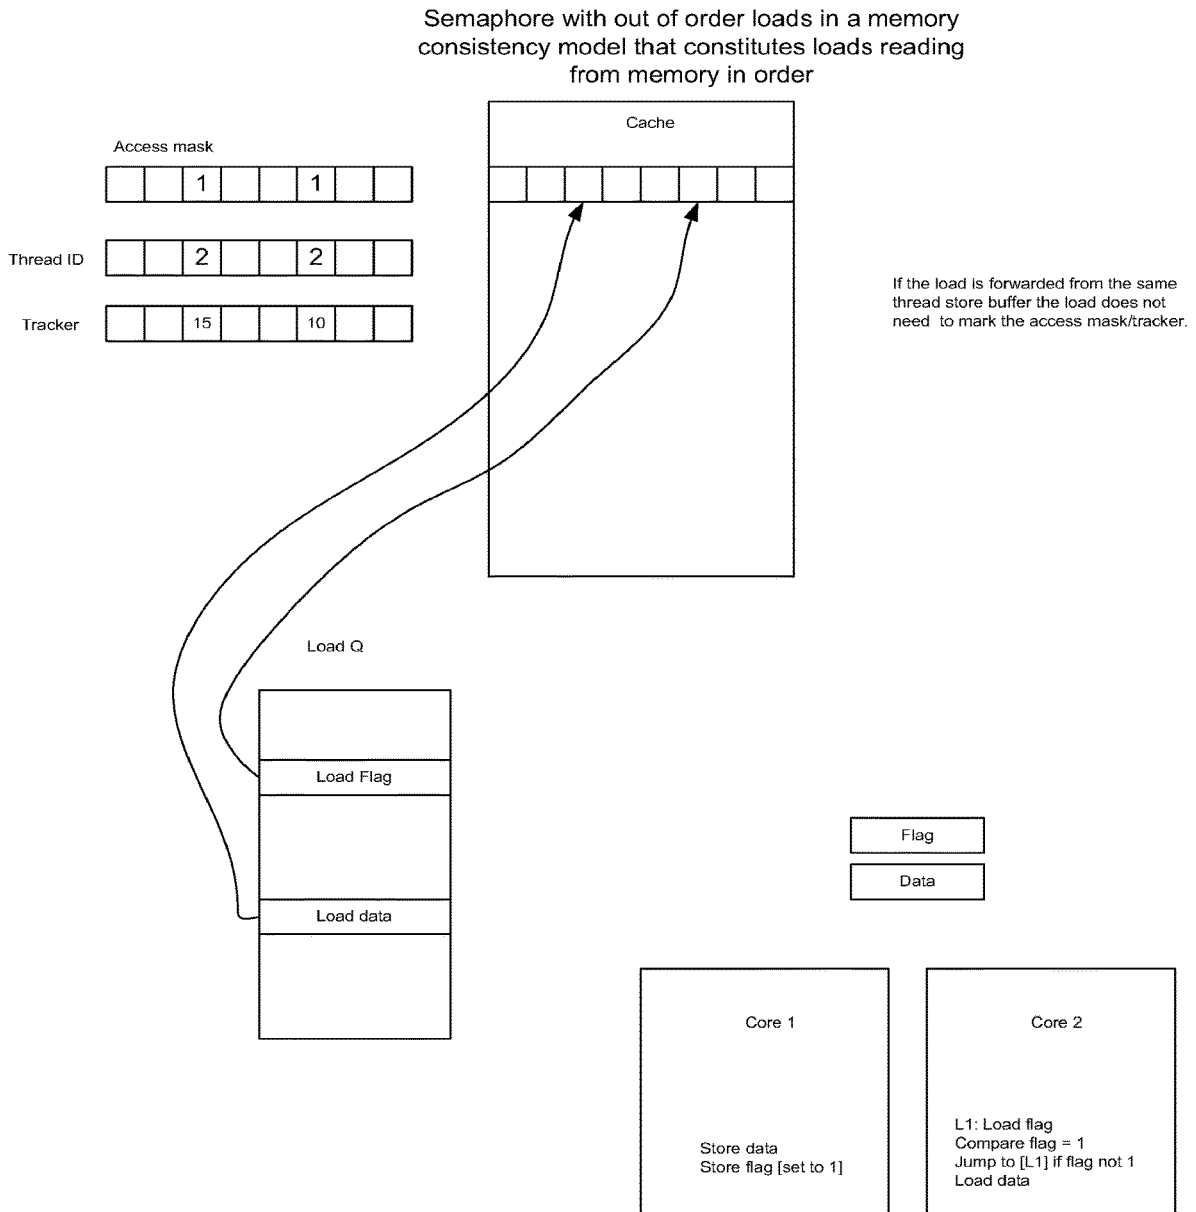 Semaphore with out of order loads in a memory
consistency model that constitutes loads reading
from memory in order
Cache
Access mask
1 1
Thread ID
2 2
Tracker
15 10
If the load is forwarded from the same
thread store buffer the load does not
need to mark the access mask/tracker.
Load Q
Load Flag
Load data
Flag
Data
Core 1
Store data
Store flag [set to 1]
Core 2
L1: Load flag
Compare flag = 1
Jump to [L1] if flag not 1
Load data